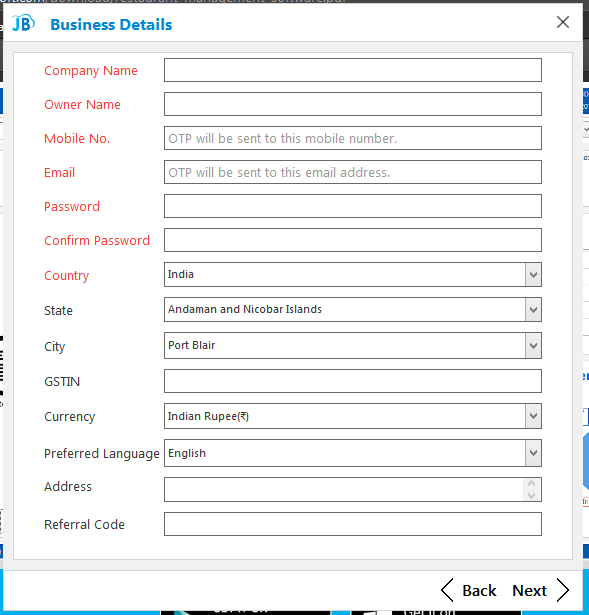 JB Business Details
Company Name
Owner Name
Mobile No. OTP will be sent to this mobile number.
Email OTP will be sent to this email address.
Password
Confirm Password
Country India
State Andaman and Nicobar Islands
City Port Blair
GSTIN
Currency Indian Rupee(₹)
Preferred Language English
Address
Referral Code
Back Next